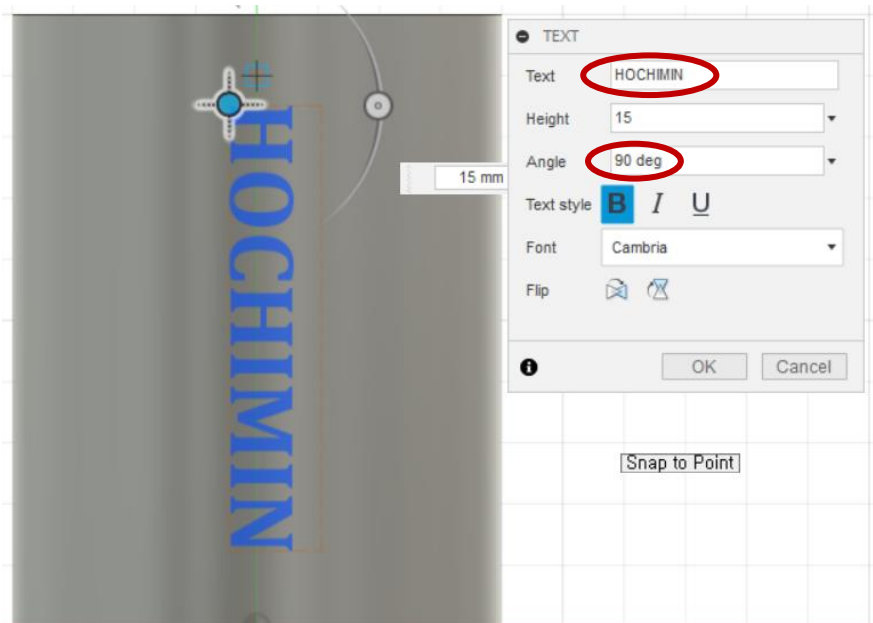 TEXT
Text HOCHIMIN
Height 15
Angle 90 deg
15 mm
Text style B I U
Font Cambria
Flip
OK Cancel
HOCHIMIN
Snap to Point